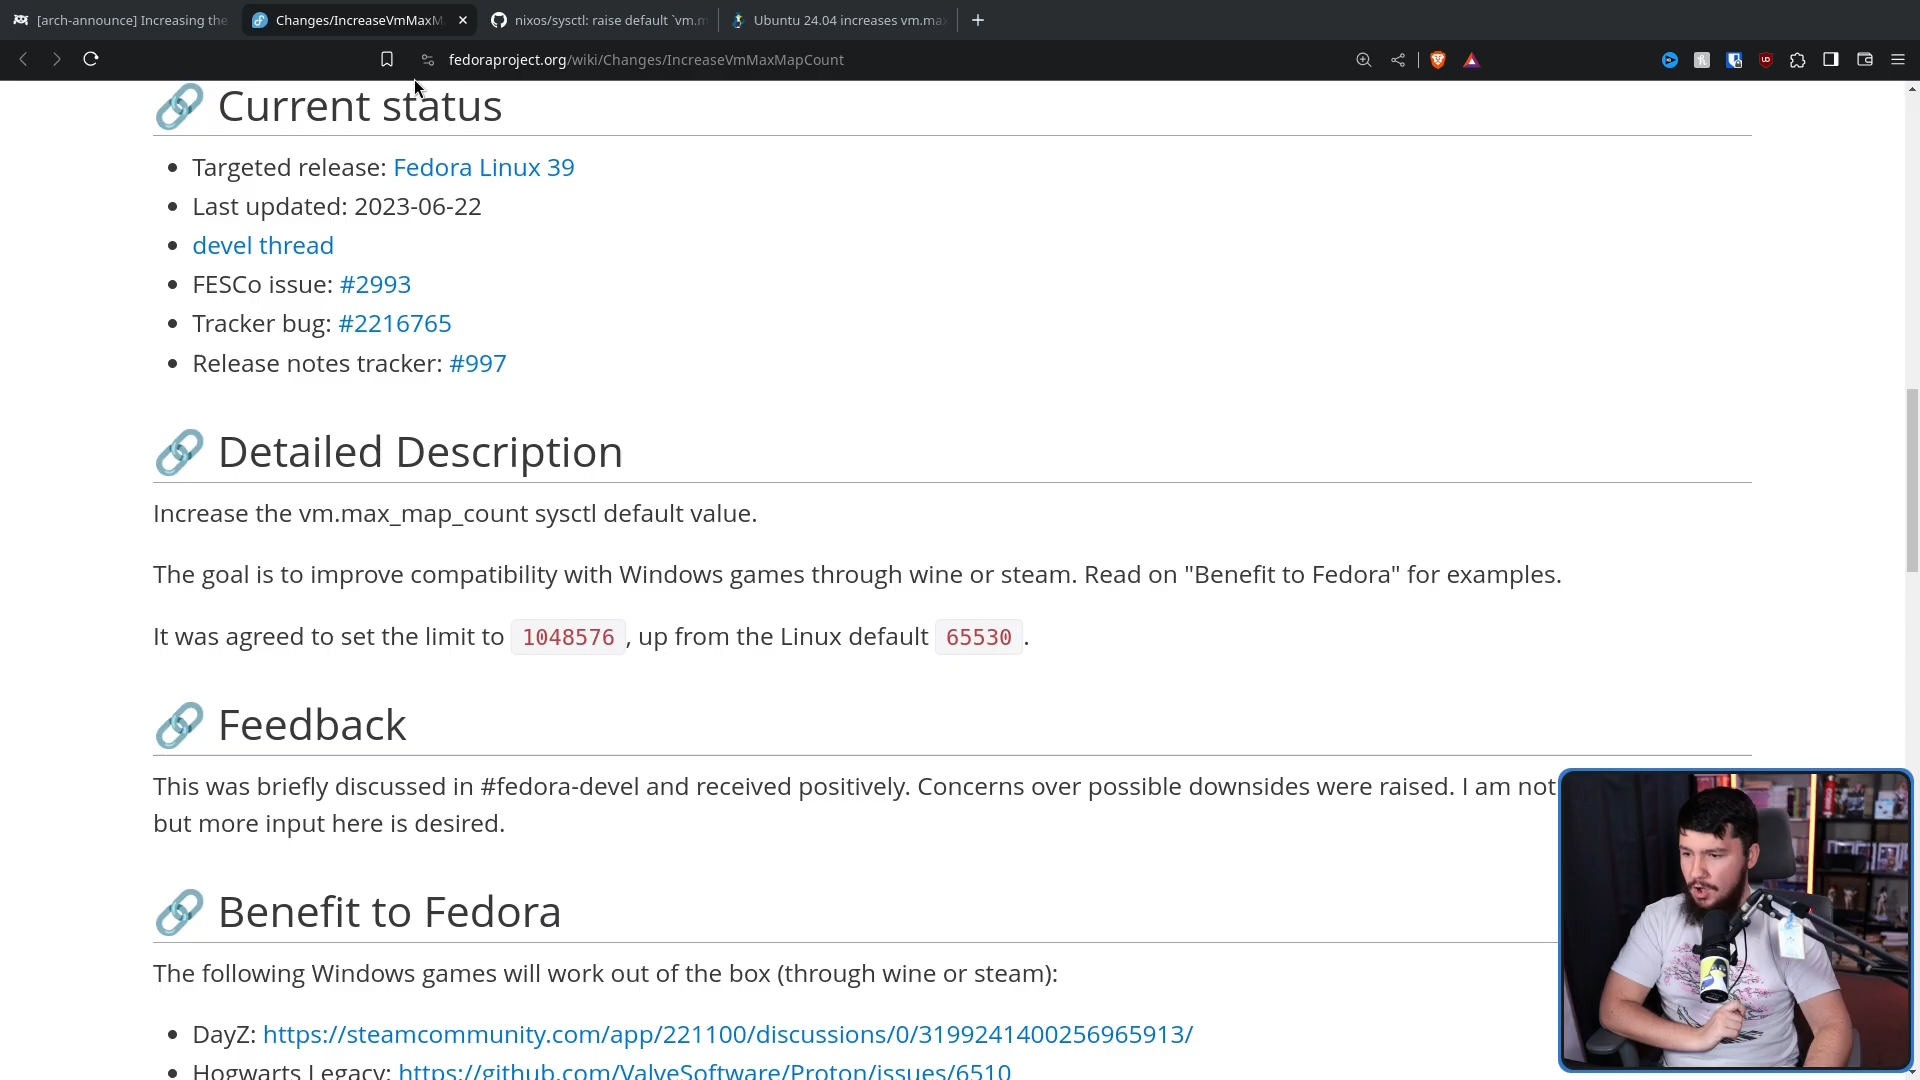 [arch-announce] Increasing the
Changes/IncreaseVmMaxM
nixos/sysctl: raise default `vm.m
Ubuntu 24.04 increases vm.max
fedoraproject.org/wiki/Changes/IncreaseVmMaxMapCount
Current status
Targeted release: Fedora Linux 39
Last updated: 2023-06-22
devel thread
FESCo issue: #2993
Tracker bug: #2216765
Release notes tracker: #997
Detailed Description
Increase the vm.max_map_count sysctl default value.
The goal is to improve compatibility with Windows games through wine or steam. Read on "Benefit to Fedora" for examples.
It was agreed to set the limit to 1048576, up from the Linux default 65530.
Feedback
This was briefly discussed in #fedora-devel and received positively. Concerns over possible downsides were raised. I am not
but more input here is desired.
Benefit to Fedora
The following Windows games will work out of the box (through wine or steam):
DayZ: https://steamcommunity.com/app/221100/discussions/0/3199241400256965913/
Hogwarts Legacy: https://github.com/ValveSoftware/Proton/issues/6510